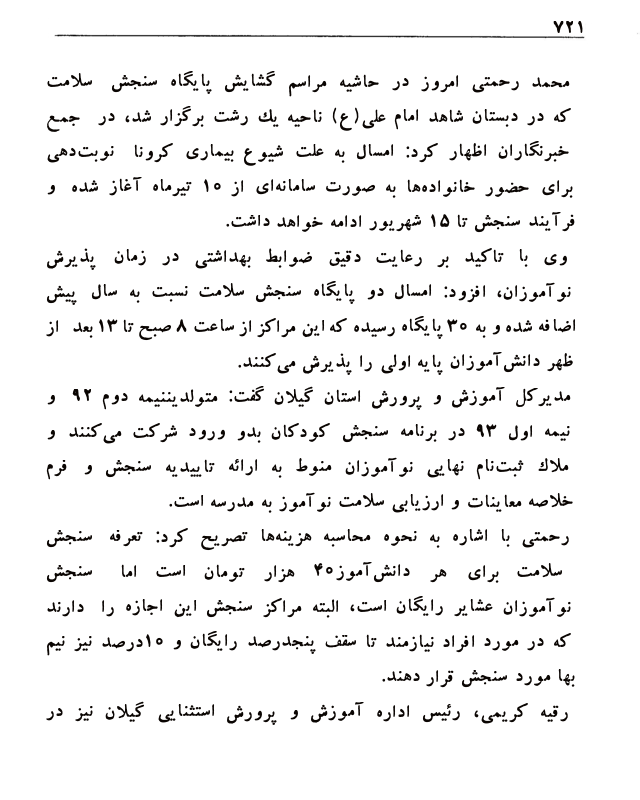 ۷۲۱
محمد رحمتی امروز در حاشیه مراسم گشایش پایگاه سنجش سلامت
که در دبستان شاهد امام علی(ع) ناحیه یك رشت برگزار شد، در جمع
خبرنگاران اظهار کرد: امسال به علت شیوع بیماری کرونا نوبت‌دهی
برای حضور خانواده‌ها به صورت سامانه‌ای از ۱۰ تیرماه آغاز شده و
فرآیند سنجش تا ۱۵ شهریور ادامه خواهد داشت.
وی با تاکید بر رعایت دقیق ضوابط بهداشتی در زمان پذیرش
نوآموزان، افزود: امسال دو پایگاه سنجش سلامت نسبت به سال پیش
اضافه شده و به ۳۰ پایگاه رسیده که این مراکز از ساعت ۸ صبح تا ۱۳ بعد از
ظهر دانش‌آموزان پایه اولی را پذیرش می‌کنند.
مدیرکل آموزش و پرورش استان گیلان گفت: متولدیننیمه دوم ۹۲ و
نیمه اول ۹۳ در برنامه سنجش کودکان بدو ورود شرکت می‌کنند و
ملاك ثبت‌نام نهایی نوآموزان منوط به ارائه تاییدیه سنجش و فرم
خلاصه معاینات و ارزیابی سلامت نوآموز به مدرسه است.
رحمتی با اشاره به نحوه محاسبه هزینه‌ها تصریح کرد: تعرفه سنجش
سلامت برای هر دانش‌آموز۴۰ هزار تومان است اما سنجش
نوآموزان عشایر رایگان است، البته مراکز سنجش این اجازه را دارند
که در مورد افراد نیازمند تا سقف پنجدرصد رایگان و ۱۰درصد نیز نیم
بها مورد سنجش قرار دهند.
رقیه کریمی، رئیس اداره آموزش و پرورش استثنایی گیلان نیز در